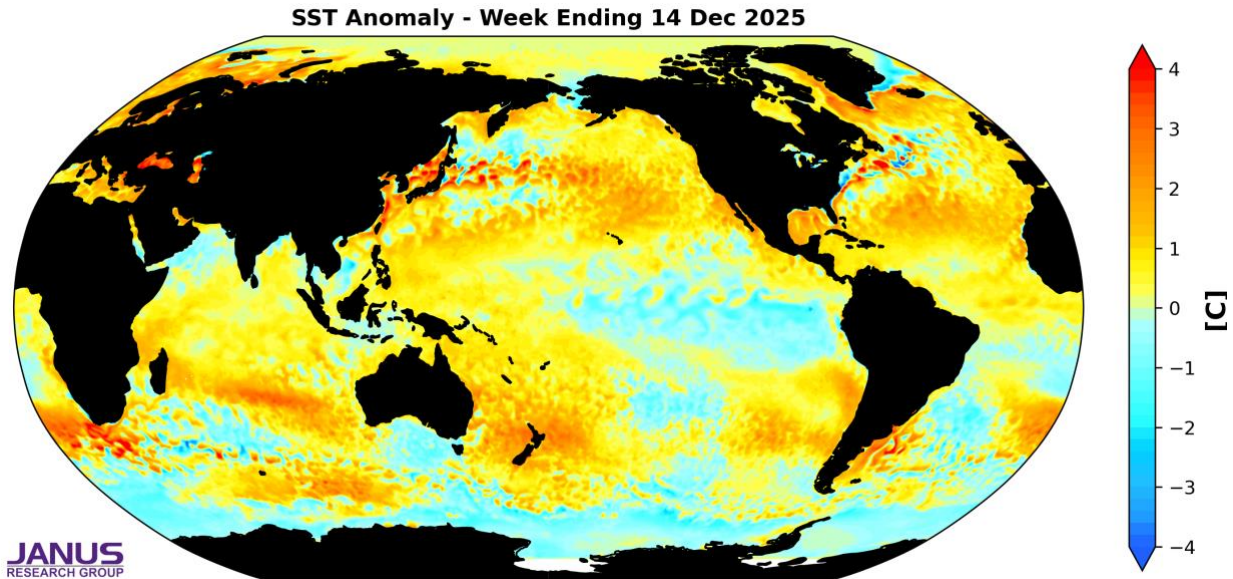 SST Anomaly - Week Ending 14 Dec 2025
4
3
2
1
0
−1
−2
−3
−4
[C]
JANUS
RESEARCH GROUP